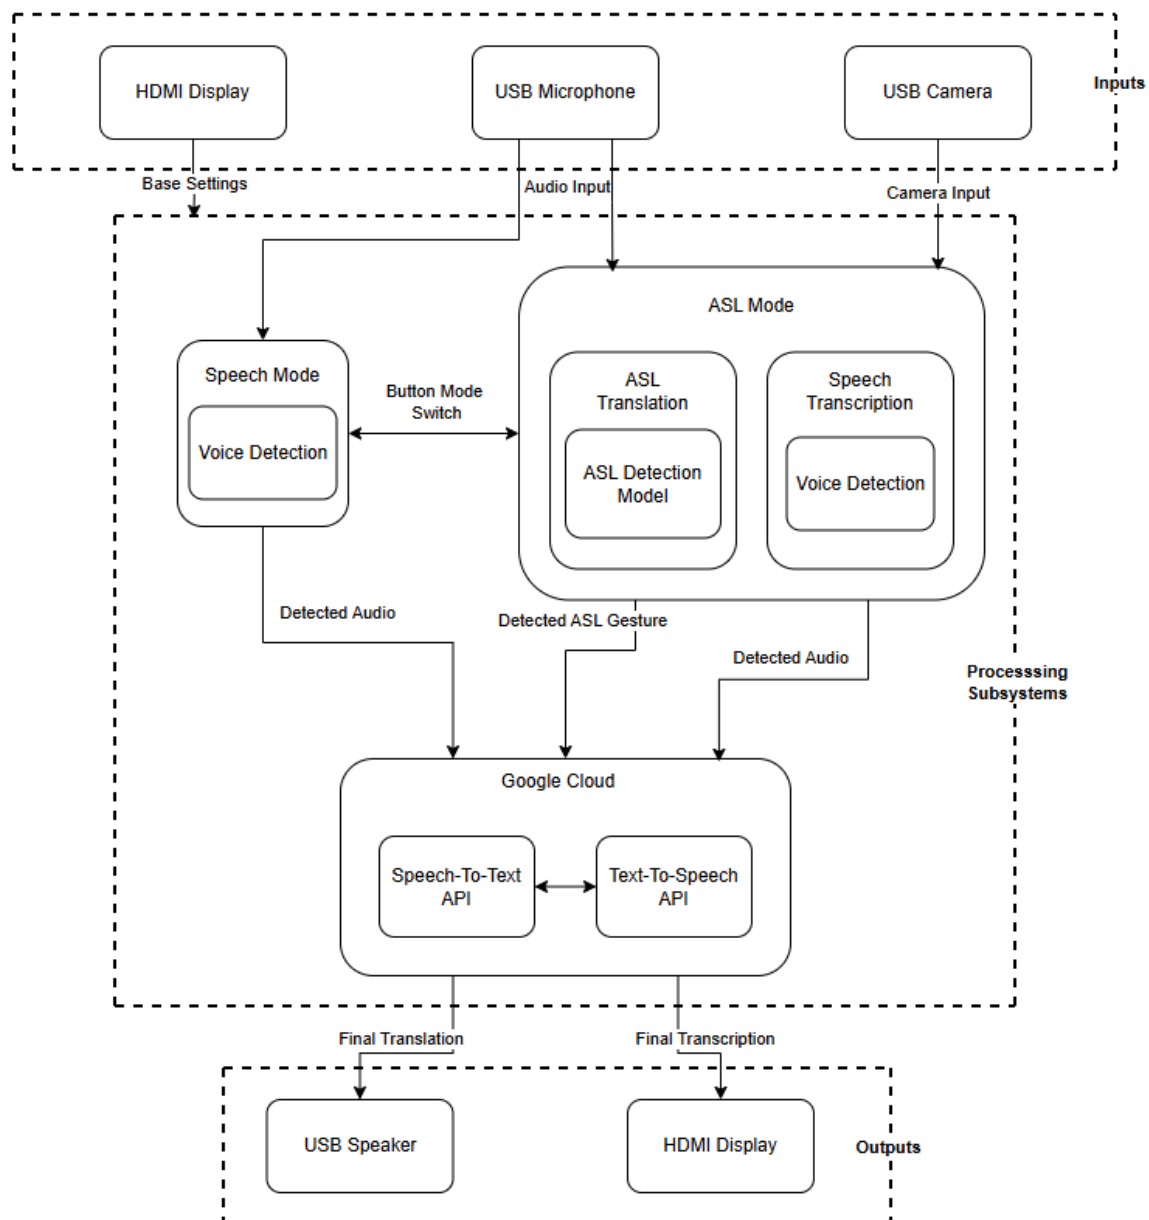 HDMI Display
USB Microphone
USB Camera
Inputs
Base Settings
Audio Input
Camera Input
ASL Mode
Speech Mode
Voice Detection
Button Mode
Switch
ASL
Translation
ASL Detection
Model
Speech
Transcription
Voice Detection
Detected Audio
Detected ASL Gesture
Detected Audio
Processsing
Subsystems
Google Cloud
Speech-To-Text
API
Text-To-Speech
API
Final Translation
Final Transcription
USB Speaker
HDMI Display
Outputs